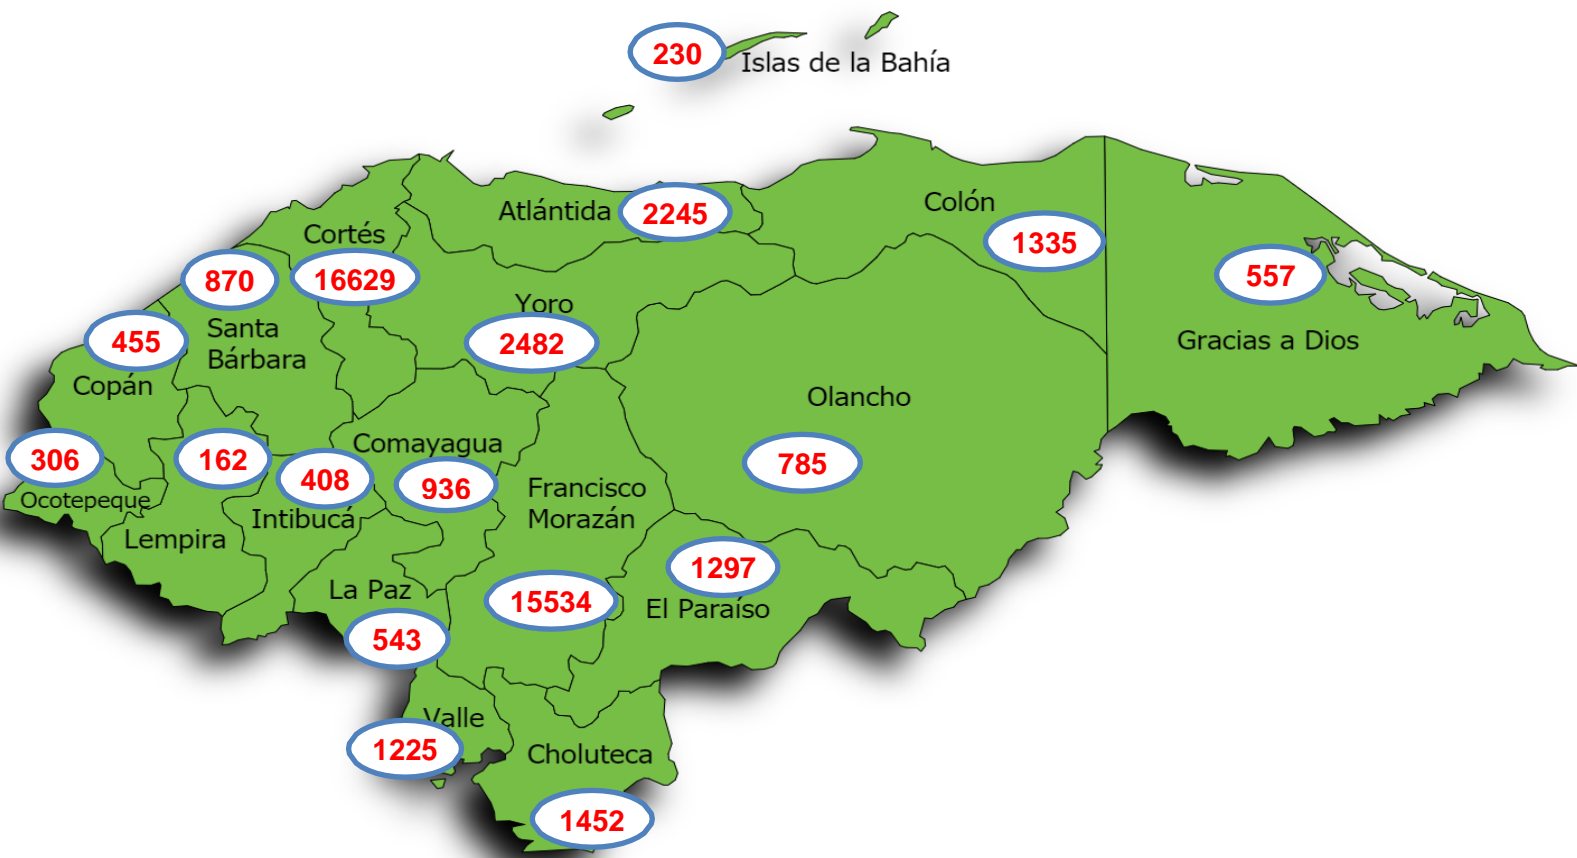 230
Islas de la Bahía
Atlántida
2245
Colón
1335
Cortés
16629
870
Santa
Bárbara
Yoro
2482
557
Gracias a Dios
455
Copán
Olancho
785
306
Ocotepeque
162
Lempira
408
Intibucá
Comayagua
936
Francisco
Morazán
15534
1297
El Paraíso
La Paz
543
Valle
1225
Choluteca
1452